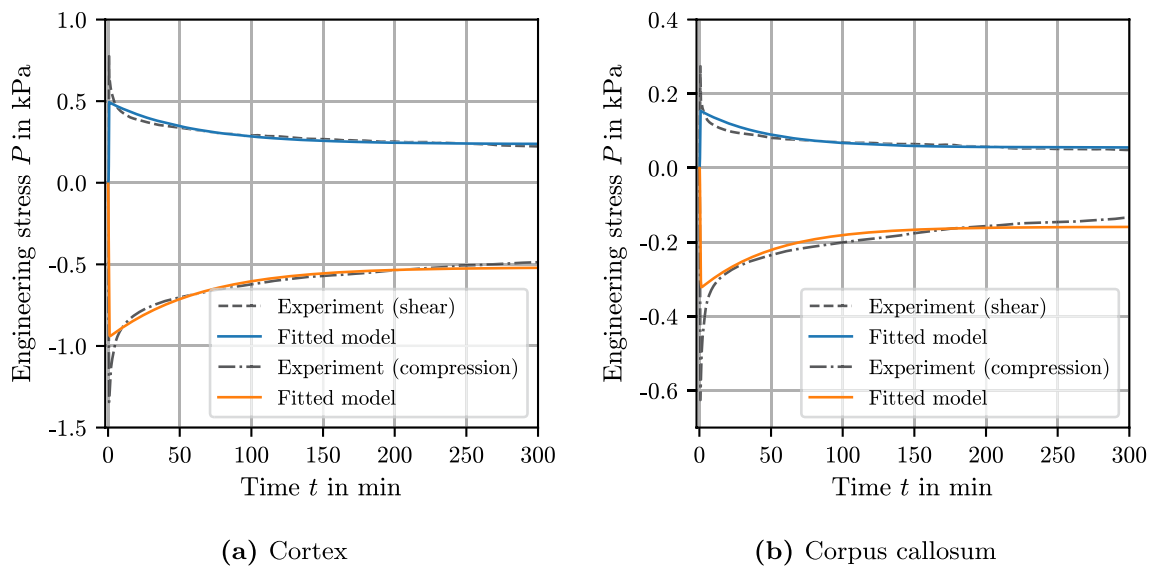 1.0
0.5
0.0
-0.5
-1.0
-1.5
Engineering stress P in kPa
Experiment (shear)
Fitted model
Experiment (compression)
Fitted model
0 50 100 150 200 250 300
Time t in min
(a) Cortex
0.4
0.2
0.0
-0.2
-0.4
-0.6
Engineering stress P in kPa
Experiment (shear)
Fitted model
Experiment (compression)
Fitted model
0 50 100 150 200 250 300
Time t in min
(b) Corpus callosum